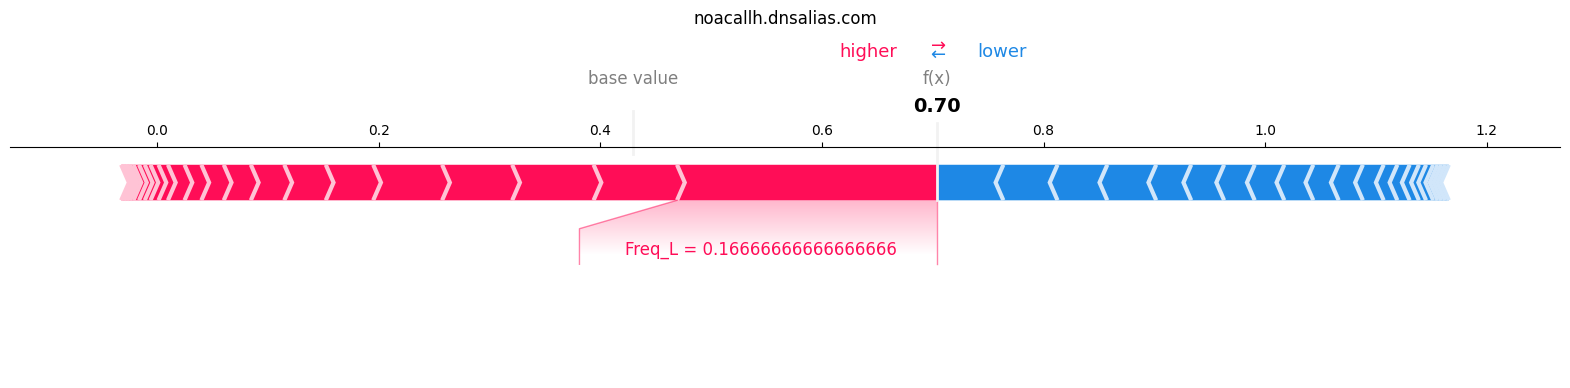 noacallh.dnsalias.com
higher ⇄ lower
base value f(x)
0.70
0.0 0.2 0.4 0.6 0.8 1.0 1.2
Freq_L = 0.16666666666666666